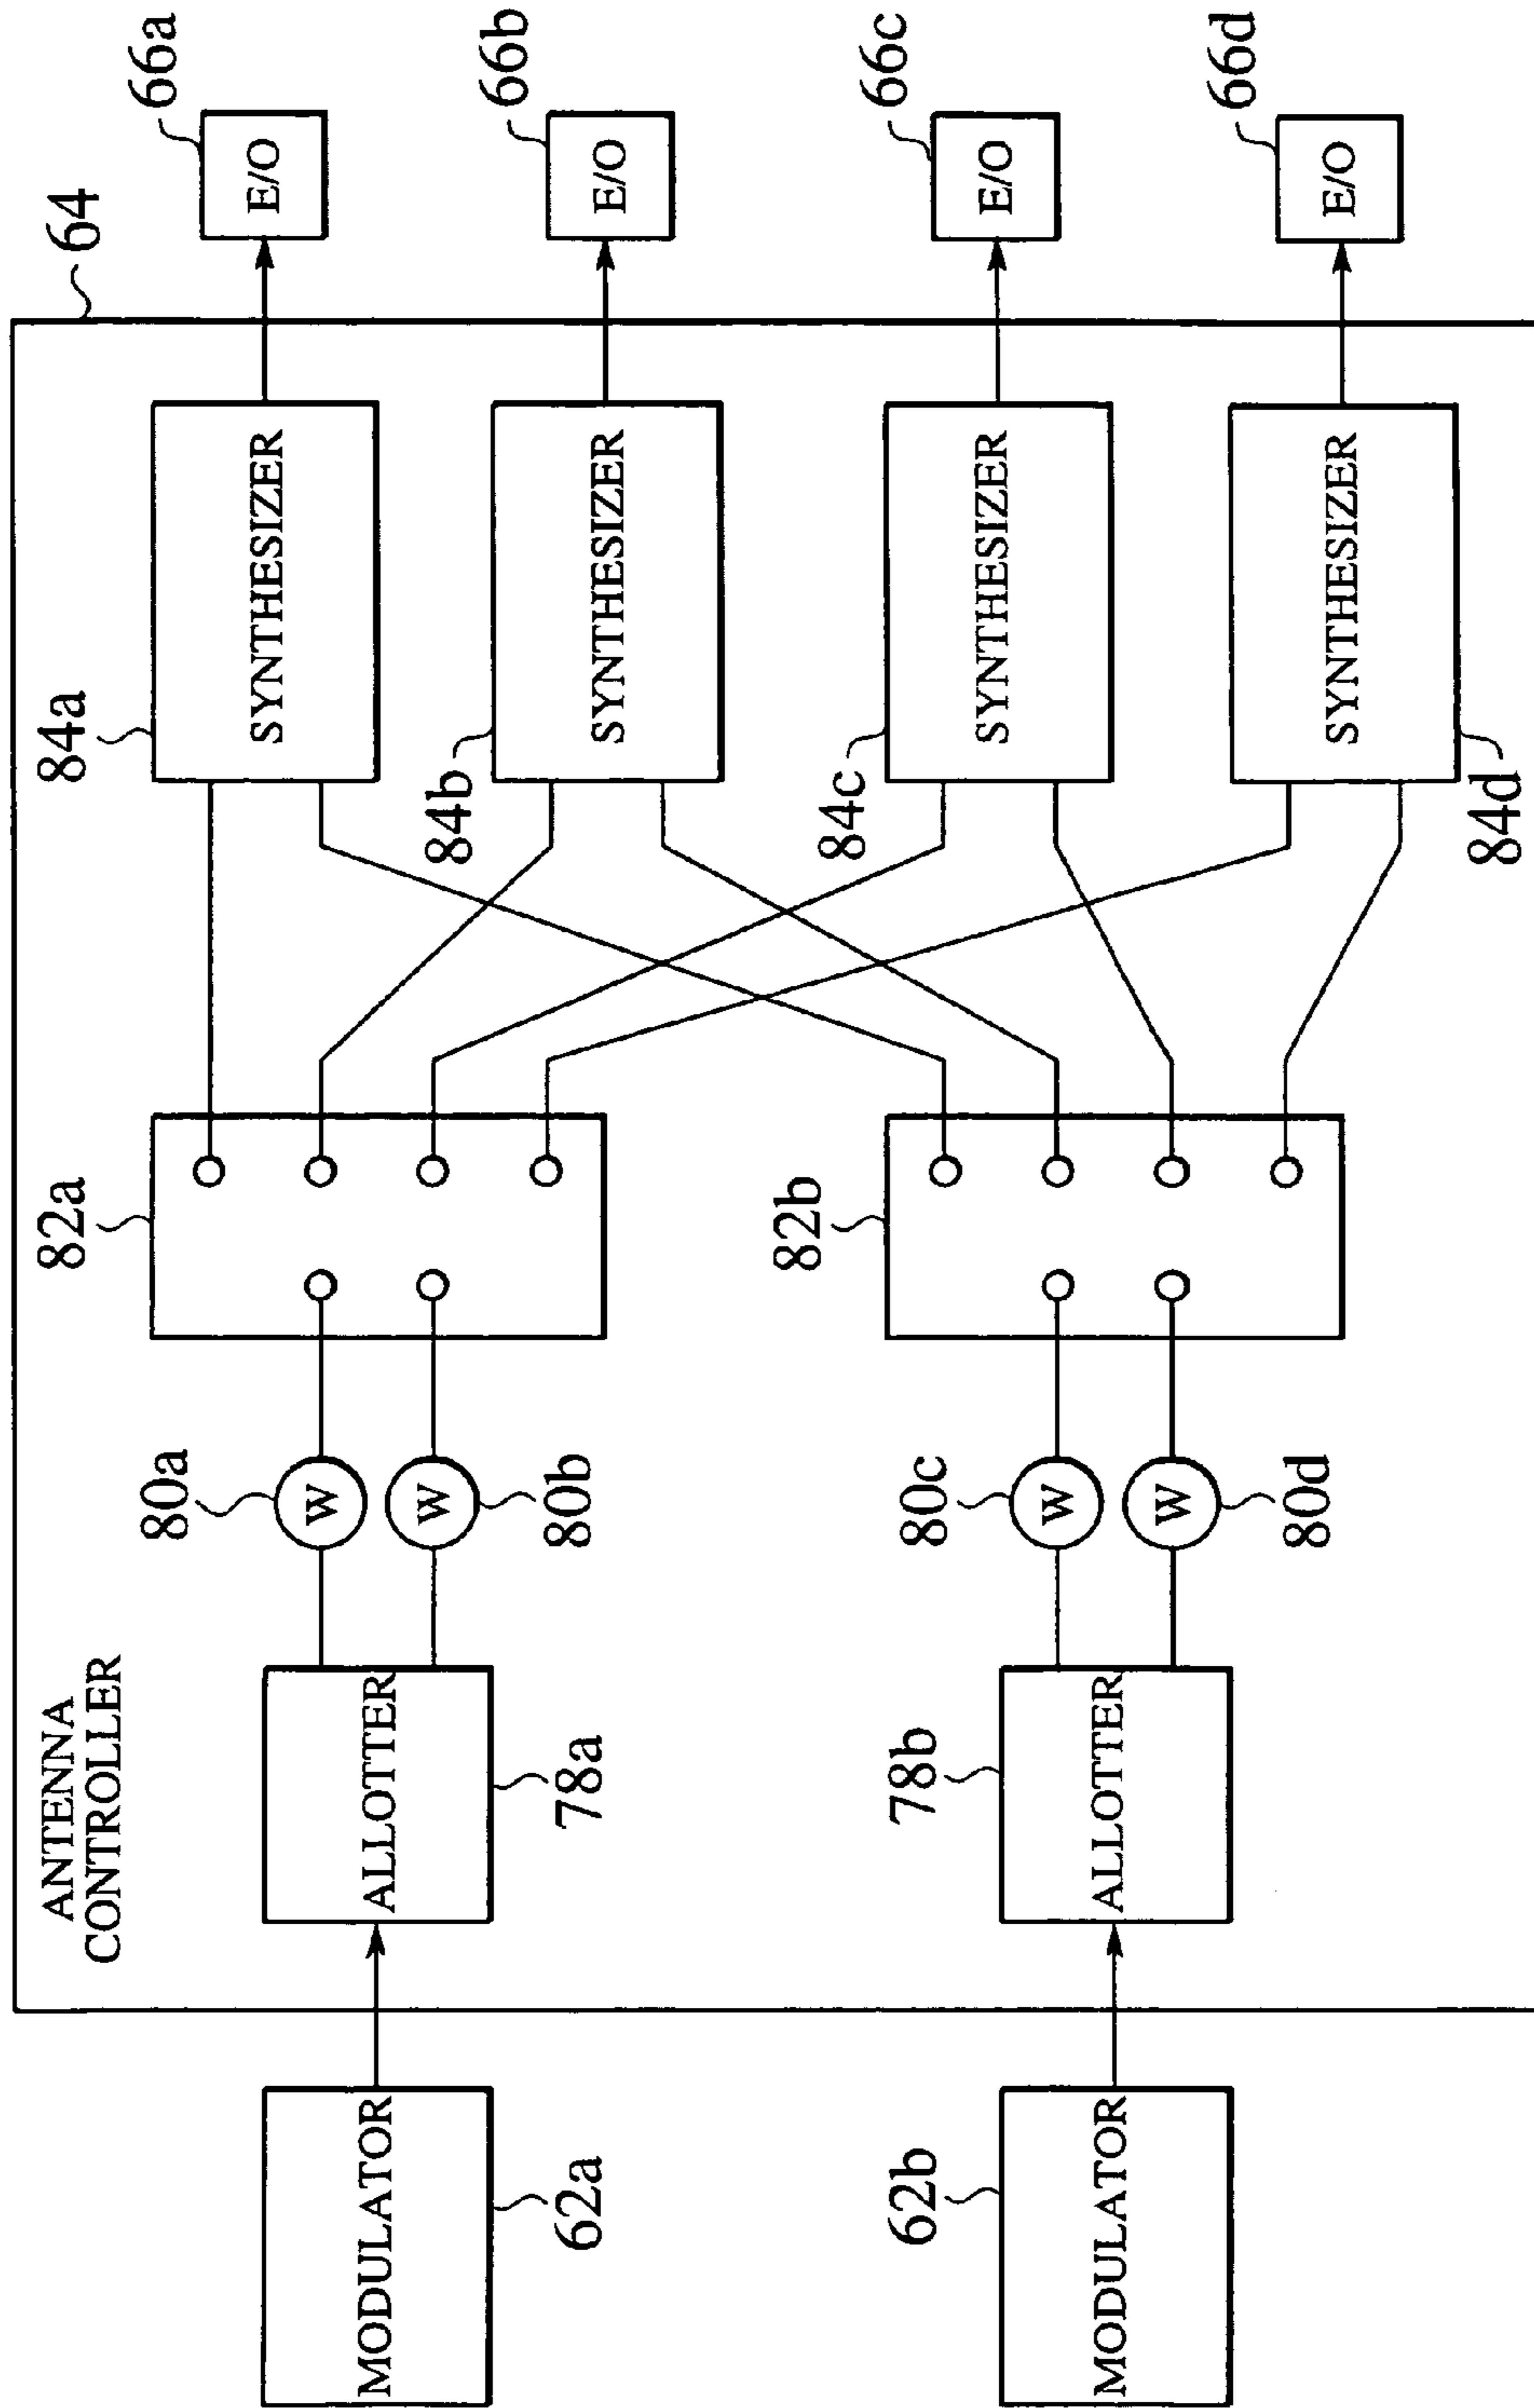 ANTENNA
CONTROLLER
64
MODULATOR
62a
ALLOTTER
78a
W
80a
W
80b
82a
SYNTHESIZER
84a
E/O
66a
SYNTHESIZER
84b
E/O
66b
MODULATOR
62b
ALLOTTER
78b
W
80c
W
80d
82b
SYNTHESIZER
84c
E/O
66c
SYNTHESIZER
84d
E/O
66d